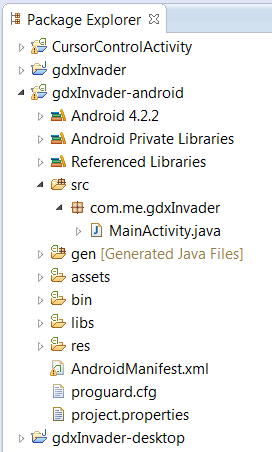 Package Explorer
CursorControlActivity
gdxInvader
gdxInvader-android
Android 4.2.2
Android Private Libraries
Referenced Libraries
src
com.me.gdxInvader
MainActivity.java
gen [Generated Java Files]
assets
bin
libs
res
AndroidManifest.xml
proguard.cfg
project.properties
gdxInvader-desktop